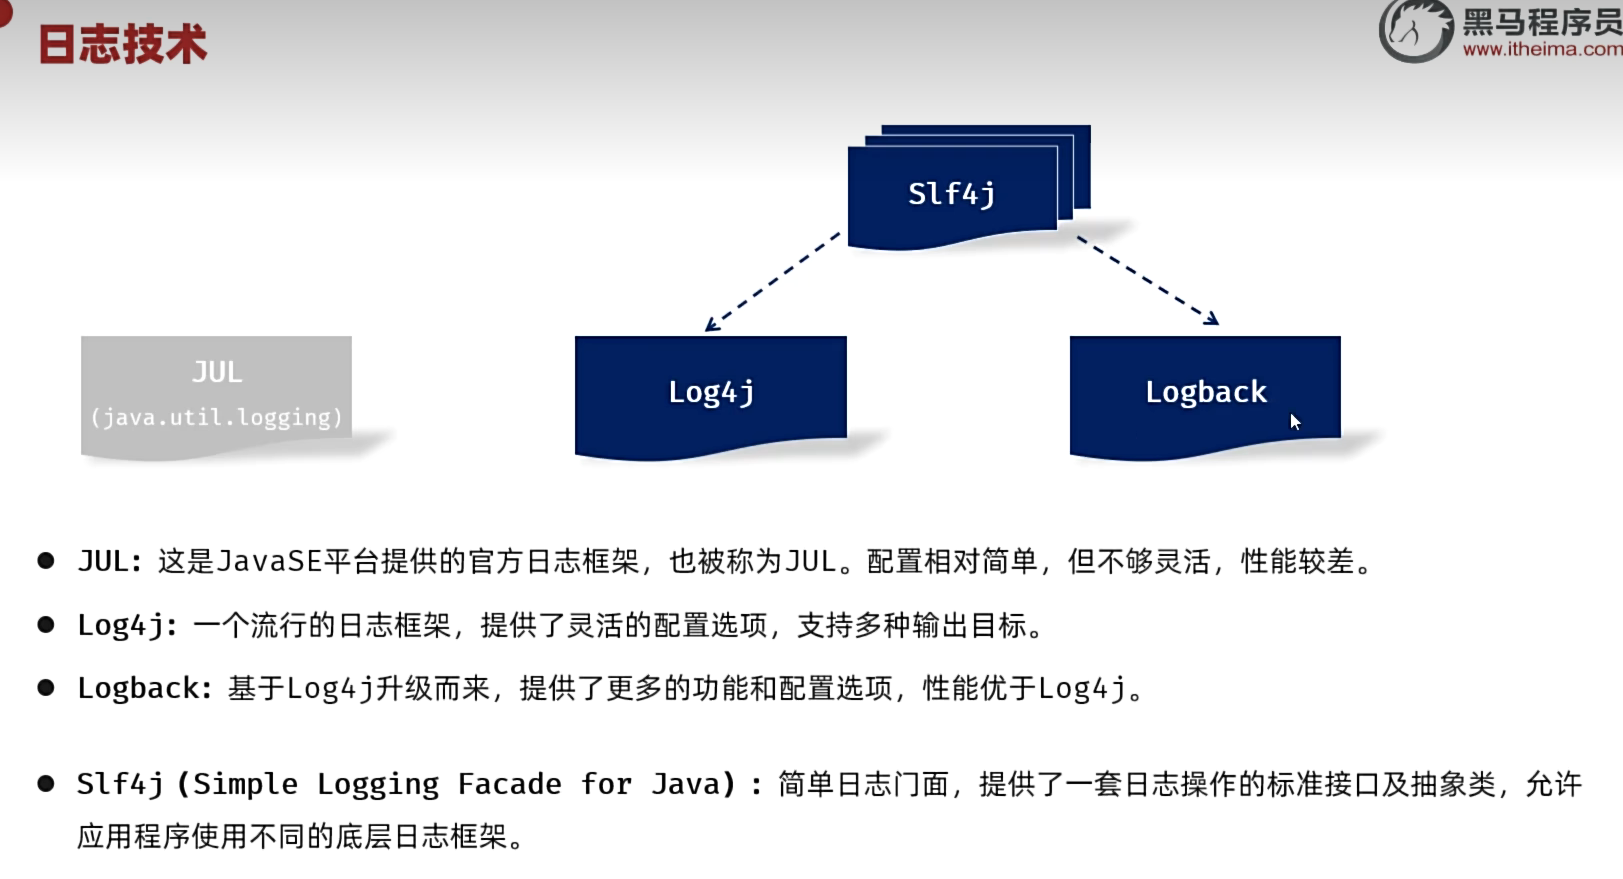 日志技术
黑马程序员
www.itheima.com
Slf4j
JUL
(java.util.logging)
Log4j
Logback
JUL：这是JavaSE平台提供的官方日志框架，也被称为JUL。配置相对简单，但不够灵活，性能较差。
Log4j：一个流行的日志框架，提供了灵活的配置选项，支持多种输出目标。
Logback：基于Log4j升级而来，提供了更多的功能和配置选项，性能优于Log4j。
Slf4j（Simple Logging Facade for Java）：简单日志门面，提供了一套日志操作的标准接口及抽象类，允许
应用程序使用不同的底层日志框架。